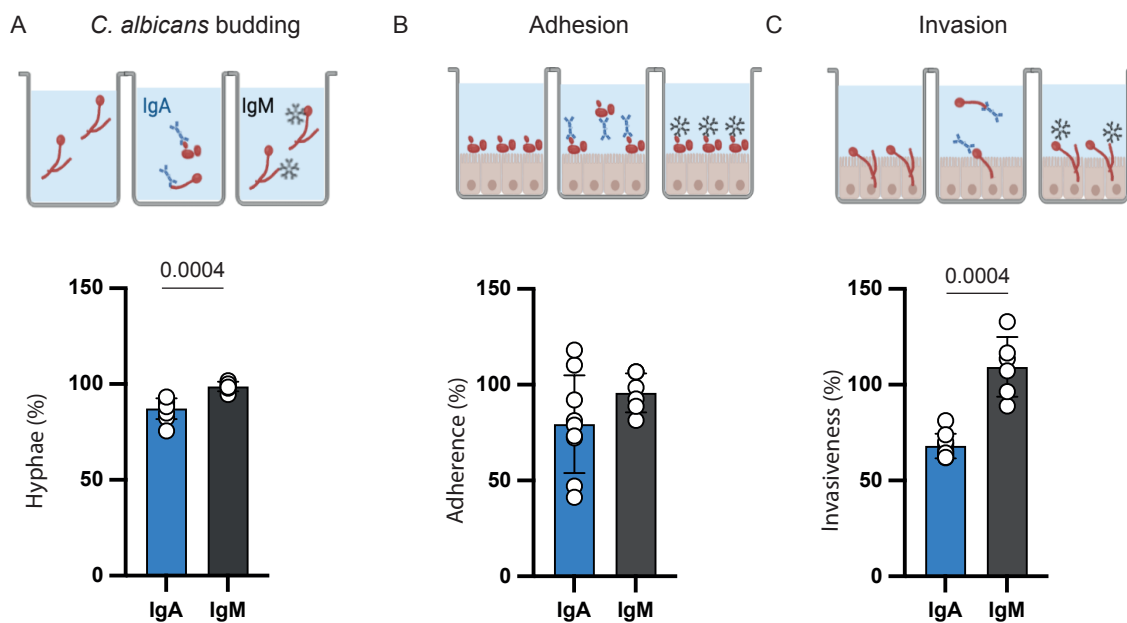 A
C. albicans budding
IgA
IgM
0.0004
150
100
50
0
Hyphae (%)
IgA
IgM
B
Adhesion
150
100
50
0
Adherence (%)
IgA
IgM
C
Invasion
0.0004
150
100
50
0
Invasiveness (%)
IgA
IgM